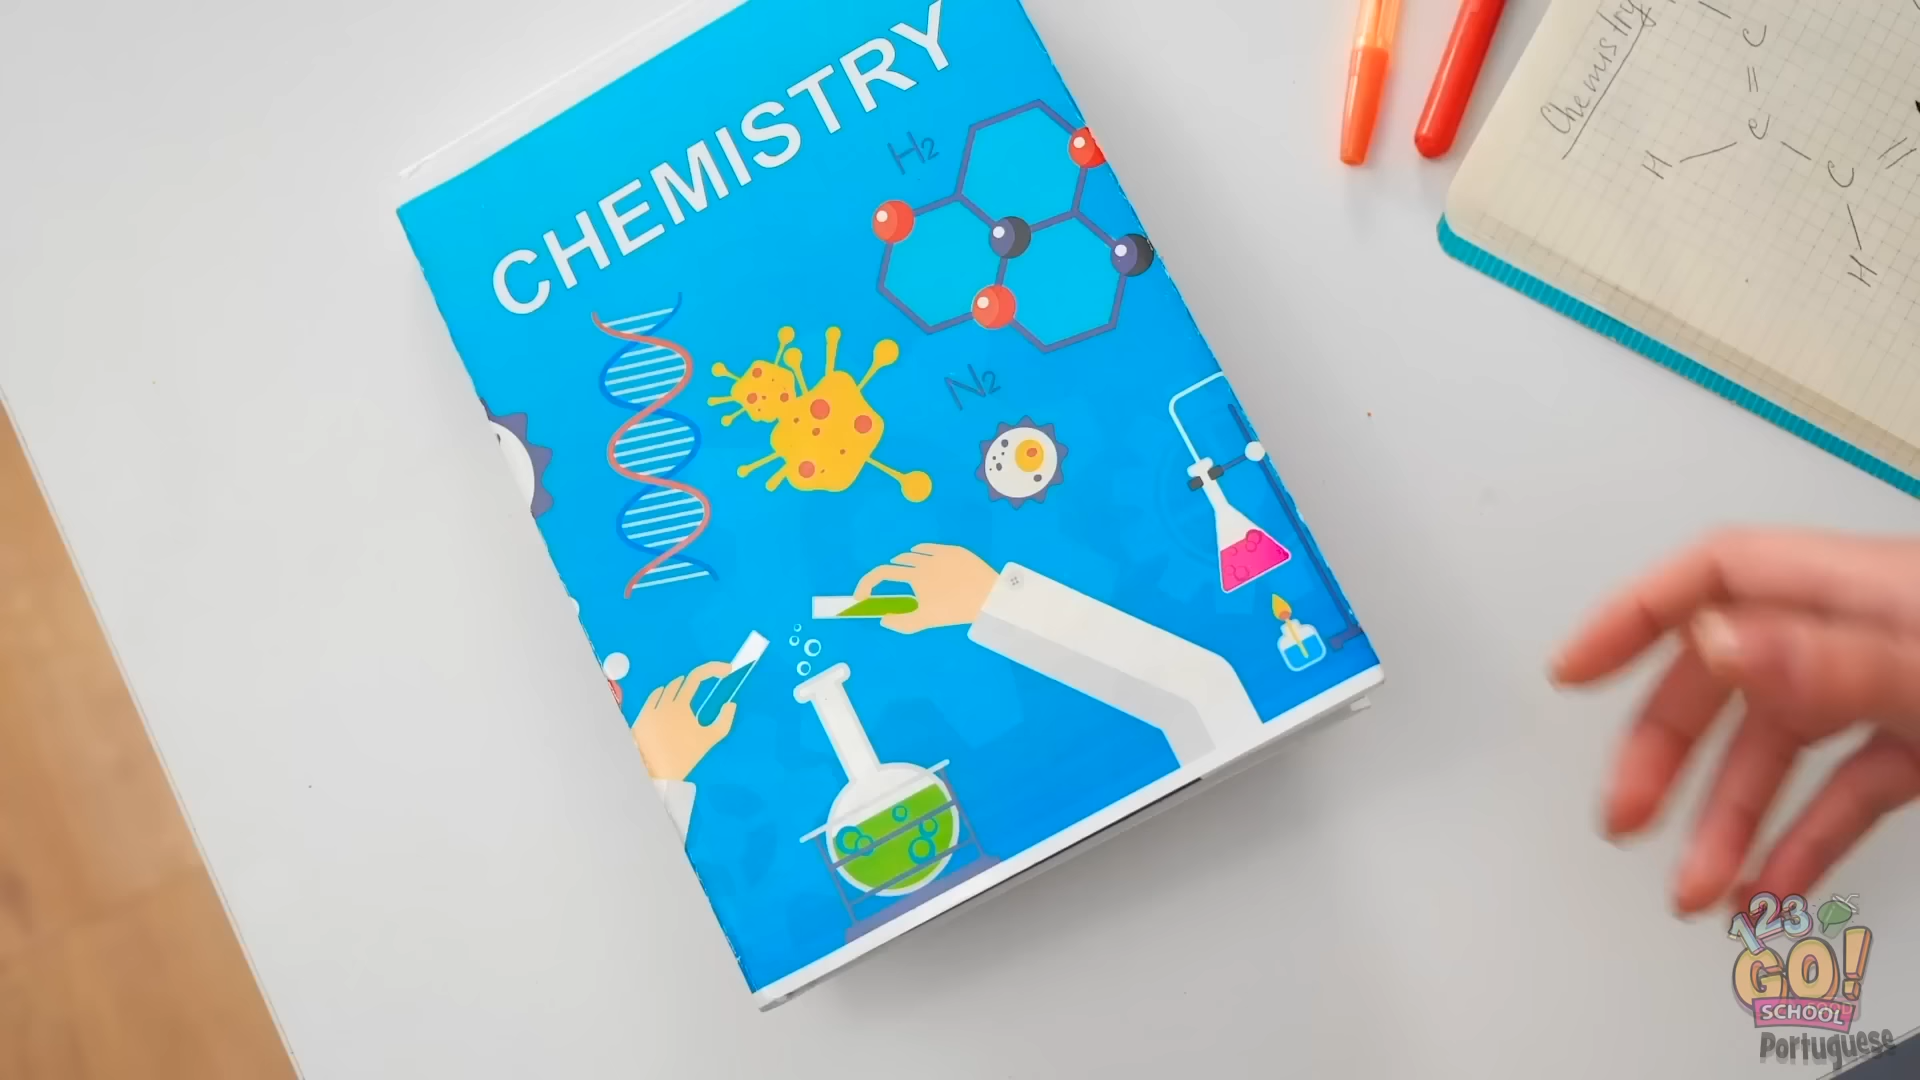 CHEMISTRY
H2
N2
Chemistry
C
=
H
C
C
=
H
123
GO!
SCHOOL
Portuguese